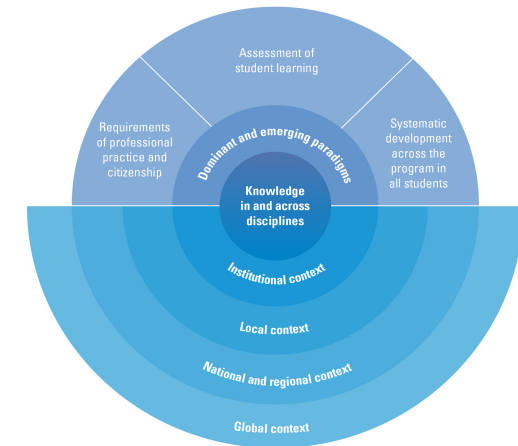 Assessment of
student learning
Requirements
of professional
practice and
citizenship
Systematic
development
across the
program in
all students
Dominant and emerging paradigms
Knowledge
in and across
disciplines
Institutional context
Local context
National and regional context
Global context